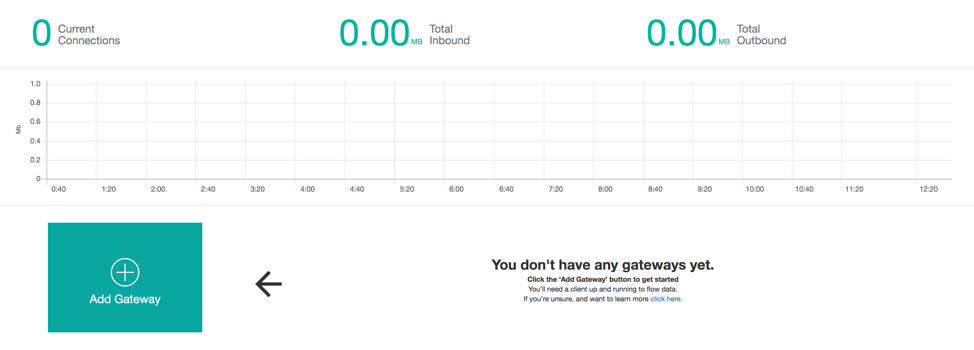 0 Current
Connections
0.00 MB Total
Inbound
0.00 MB Total
Outbound
Mb
1.0
0.8
0.6
0.4
0.2
0
0:40 1:20 2:00 2:40 3:20 4:00 4:40 5:20 6:00 6:40 7:20 8:00 8:40 9:20 10:00 10:40 11:20 12:20
Add Gateway
You don't have any gateways yet.
Click the 'Add Gateway' button to get started
You'll need a client up and running to flow data.
If you're unsure, and want to learn more click here.